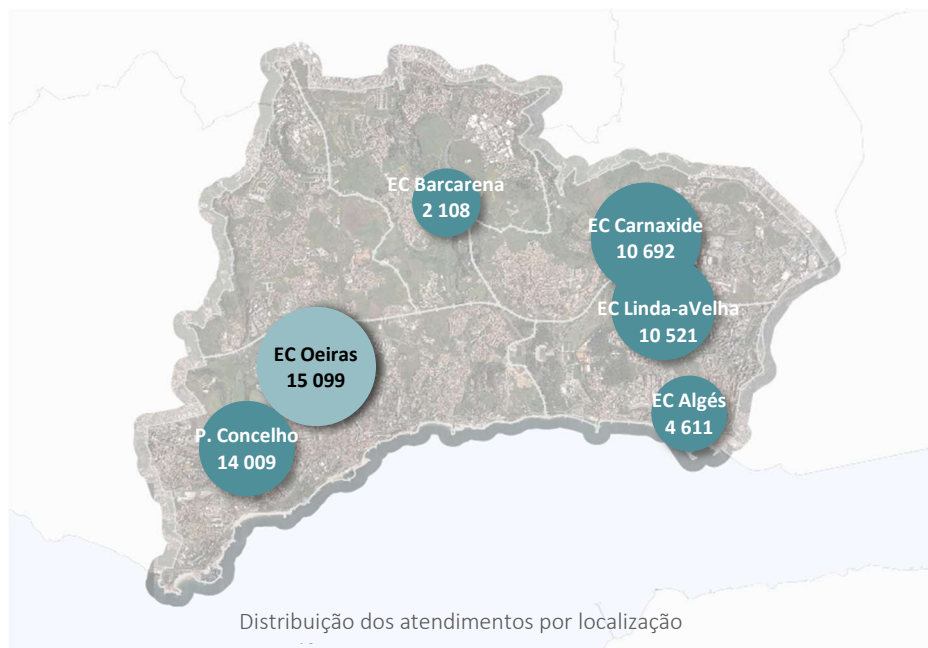 EC Barcarena
2 108
EC Carnaxide
10 692
EC Linda-aVelha
10 521
EC Oeiras
15 099
EC Algés
4 611
P. Concelho
14 009
Distribuição dos atendimentos por localização